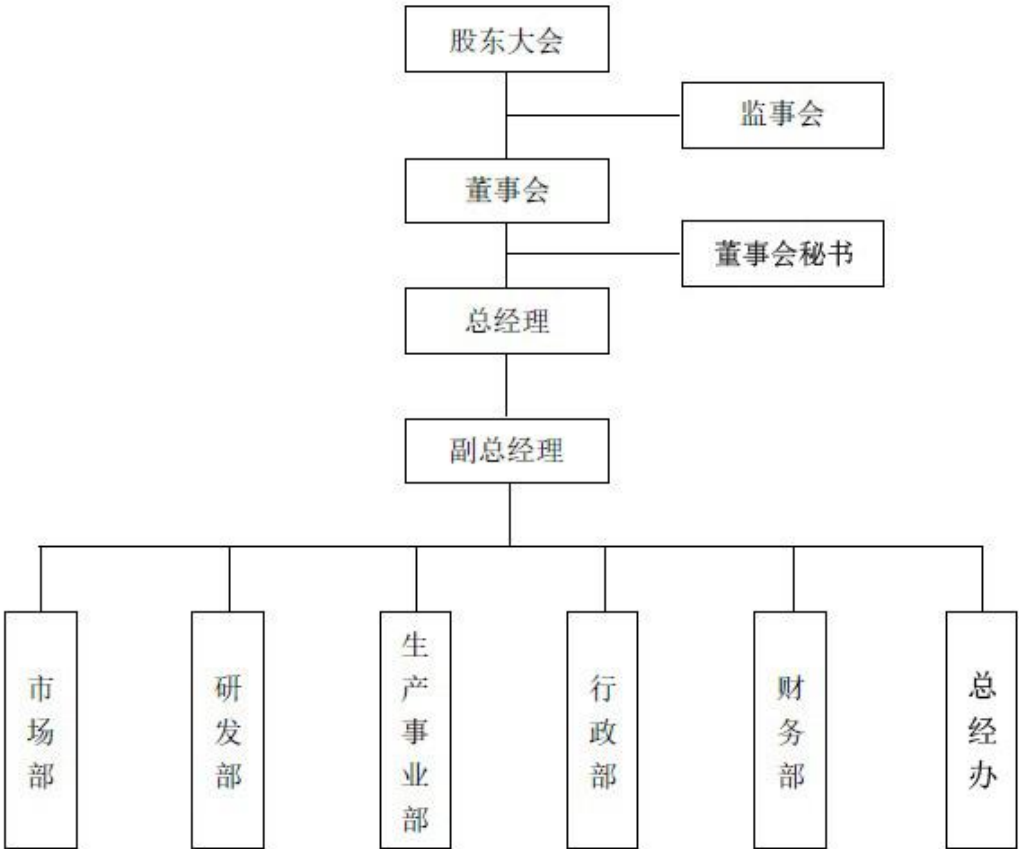 股东大会
监事会
董事会
董事会秘书
总经理
副总经理
市场部
研发部
生产事业部
行政部
财务部
总经办